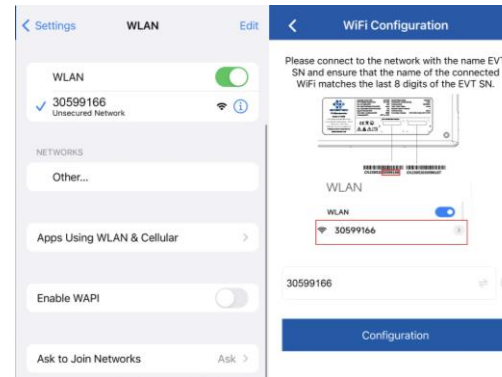 Settings
WLAN
Edit
WLAN
30599166
Unsecured Network
NETWORKS
Other...
Apps Using WLAN & Cellular
Enable WAPI
Ask to Join Networks
Ask
WiFi Configuration
Please connect to the network with the name EVT
SN and ensure that the name of the connected
WiFi matches the last 8 digits of the EVT SN.
WLAN
WLAN
30599166
30599166
Configuration